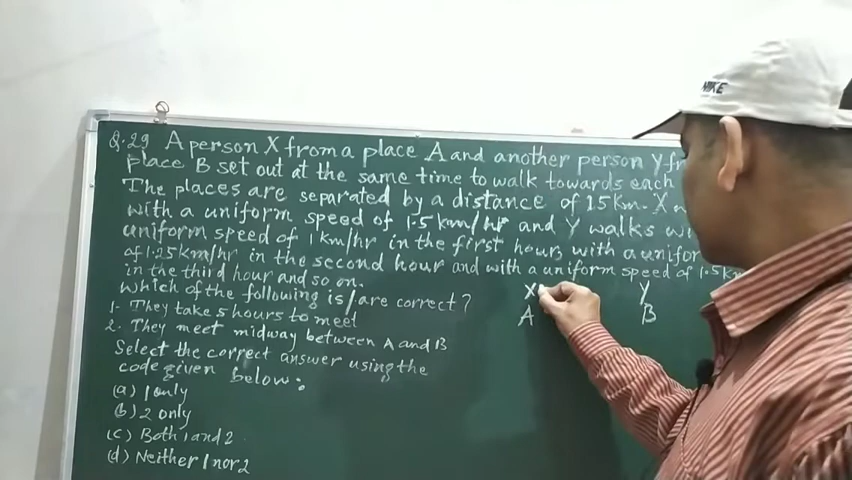 Q.29 A person X from a place A and another person Y fr
place B set out at the same time to walk towards each
The places are separated by a distance of 15 km. X
with a uniform speed of 1.5 km/hr and Y walks wi
uniform speed of 1 km/hr in the first hour, with a unifor
of 1.25 km/hr in the second hour and with a uniform speed of 1.5 km
in the third hour and so on.
Which of the following is/are correct?
1. They take 5 hours to meet
2. They meet midway between A and B
Select the correct answer using the
code given below:
(a) 1 only
(b) 2 only
(c) Both 1 and 2
(d) Neither 1 nor 2
X Y
A B
NIKE